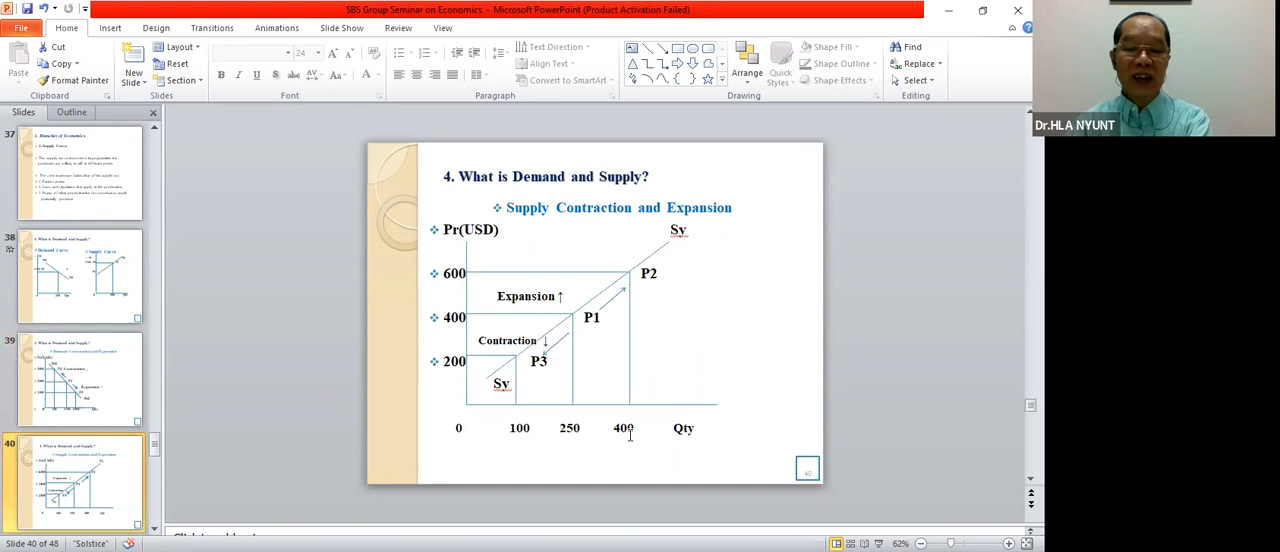 SBS Group Seminar on Economics - Microsoft PowerPoint (Product Activation Failed)
File Home Insert Design Transitions Animations Slide Show Review View
Paste
Cut
Copy
Format Painter
Clipboard
New Slide
Layout
Reset
Section
Slides
24
Font
Text Direction
Align Text
Convert to SmartArt
Paragraph
Arrange
Quick Styles
Shape Fill
Shape Outline
Shape Effects
Drawing
Find
Replace
Select
Editing
Dr.HLA NYUNT
Slides Outline
37
38
39
40
4. What is Demand and Supply?
Supply Contraction and Expansion
Pr(USD) Sy
600 P2
Expansion ↑
400 P1
Contraction ↓
200 P3
Sy
0 100 250 400 Qty
40
Slide 40 of 48 "Solstice" 62%